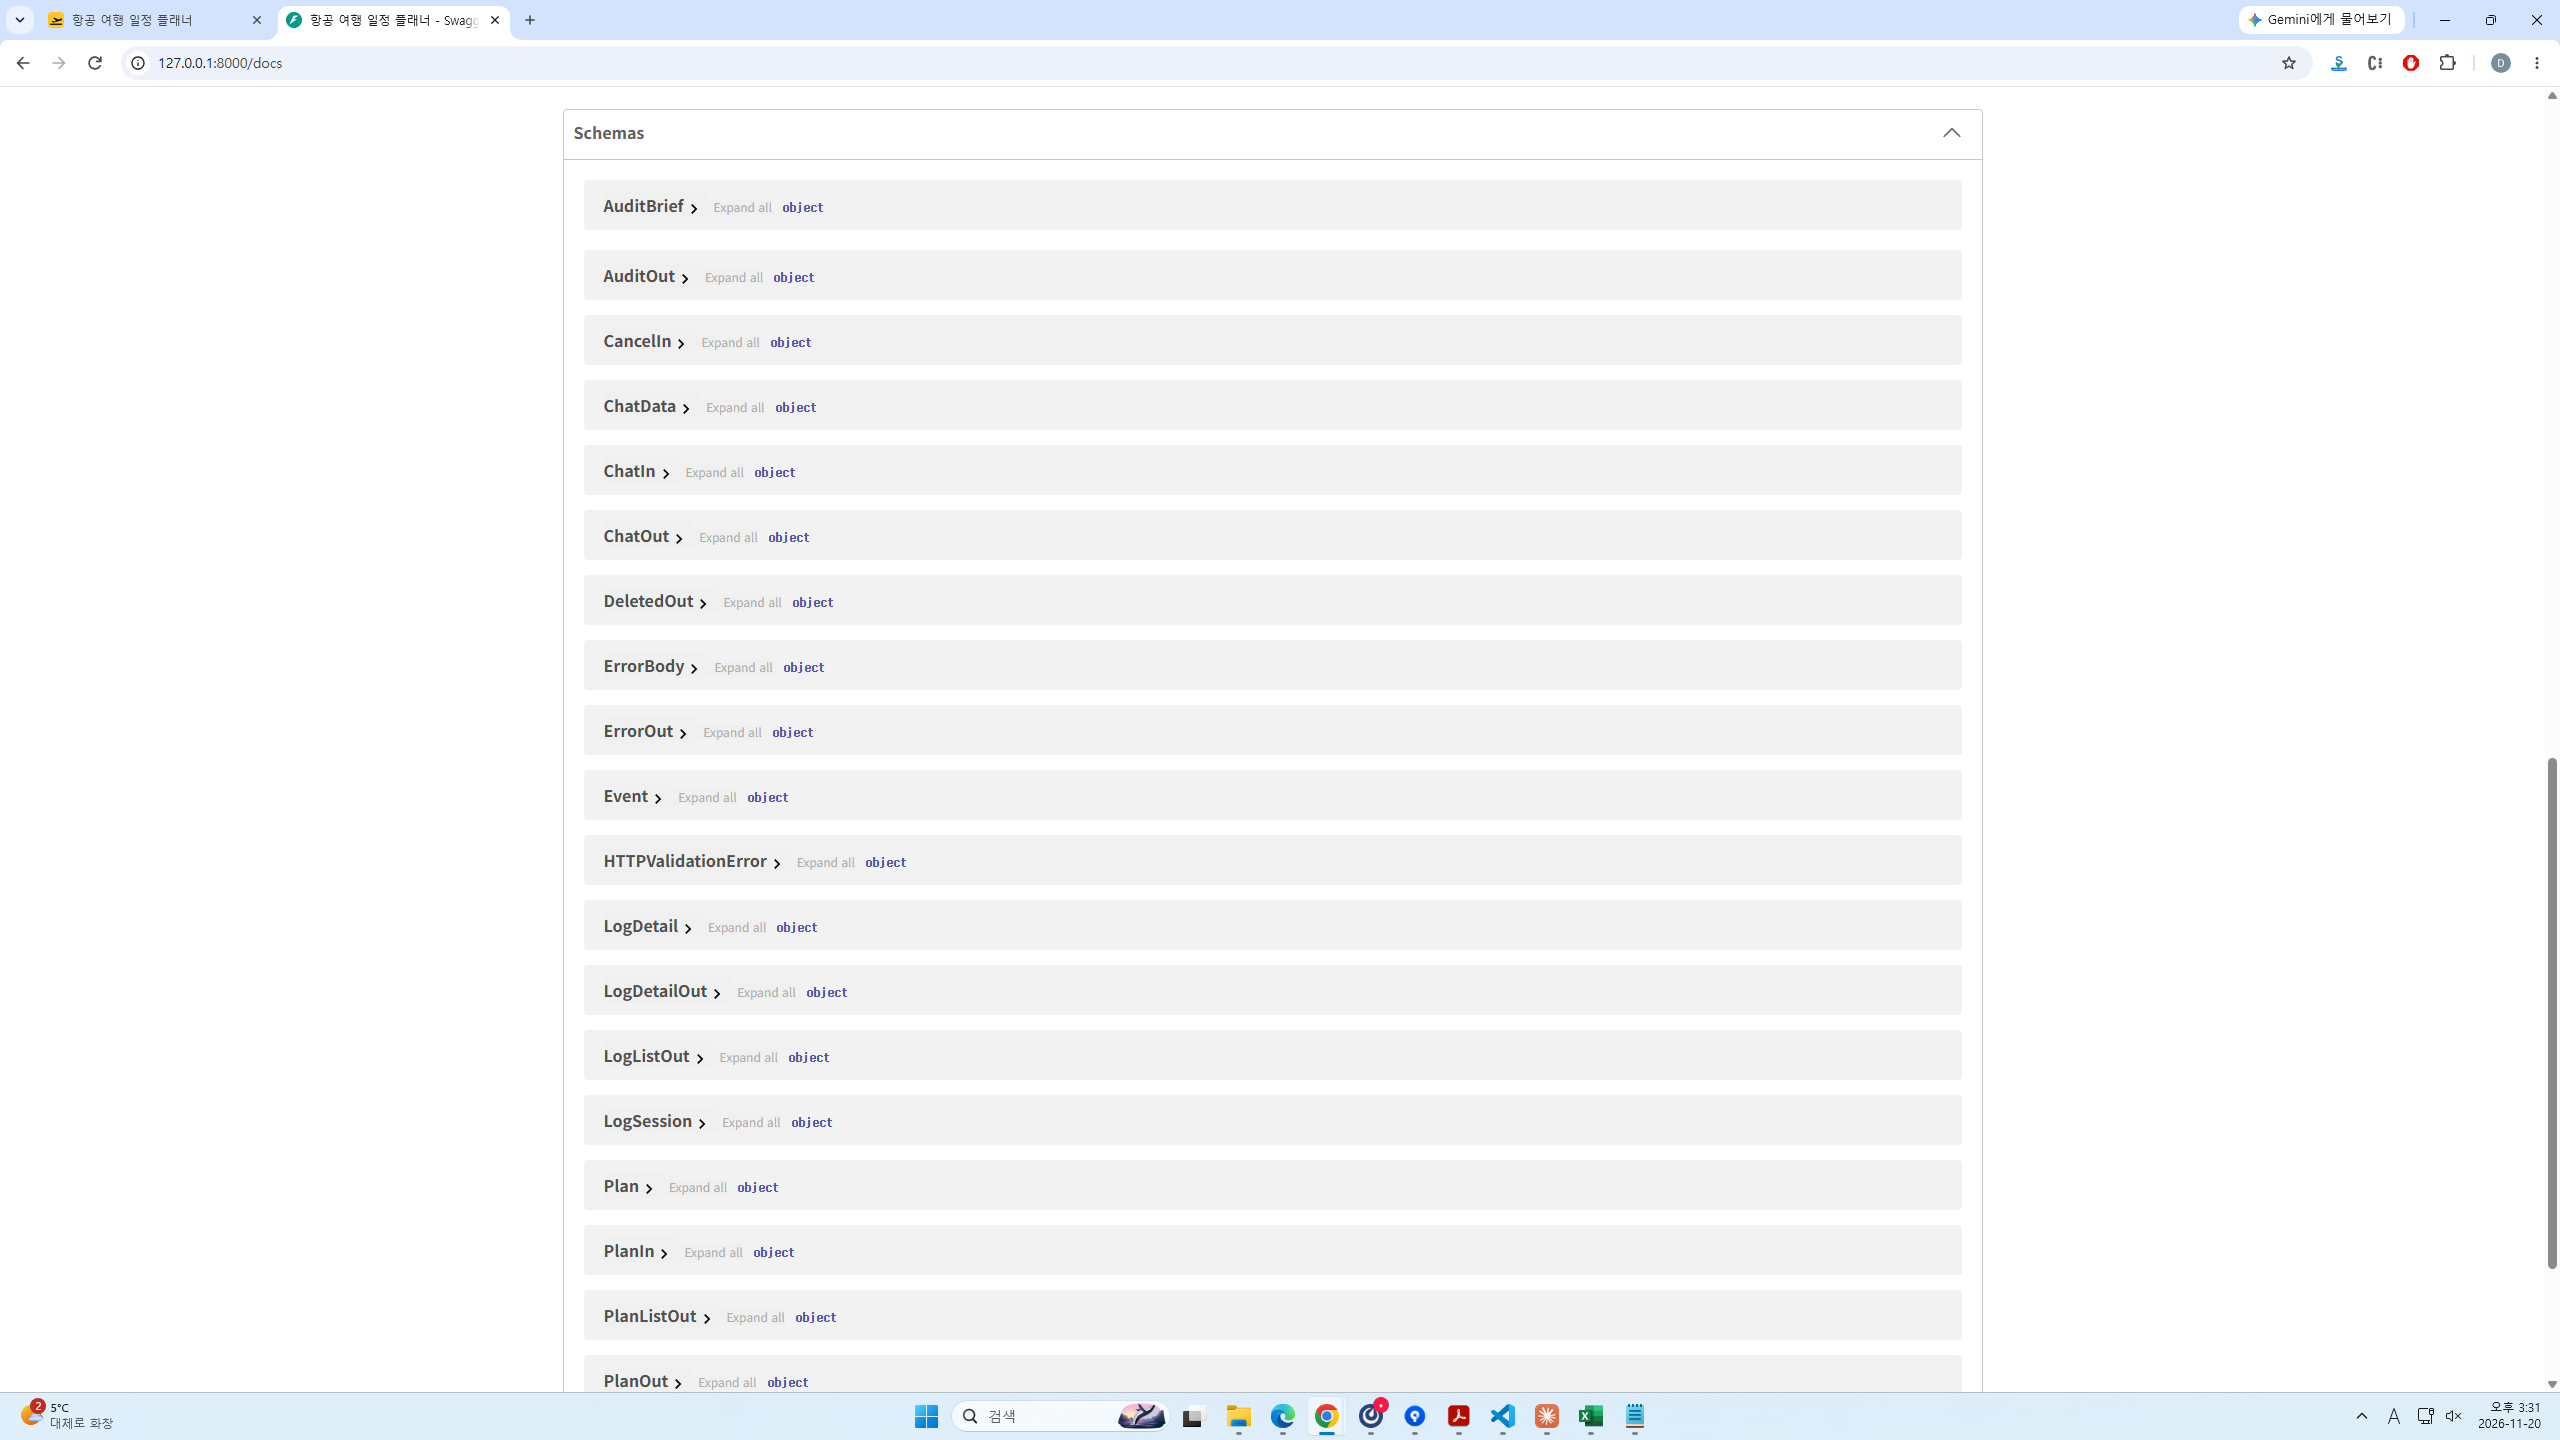 항공 여행 일정 플래너
항공 여행 일정 플래너 - Swagg
Gemini에게 물어보기
127.0.0.1:8000/docs
D
Schemas
AuditBrief Expand all object
AuditOut Expand all object
CancelIn Expand all object
ChatData Expand all object
ChatIn Expand all object
ChatOut Expand all object
DeletedOut Expand all object
ErrorBody Expand all object
ErrorOut Expand all object
Event Expand all object
HTTPValidationError Expand all object
LogDetail Expand all object
LogDetailOut Expand all object
LogListOut Expand all object
LogSession Expand all object
Plan Expand all object
PlanIn Expand all object
PlanListOut Expand all object
PlanOut Expand all object
2
5°C
대체로 화창
검색
A
오후 3:31
2026-11-20